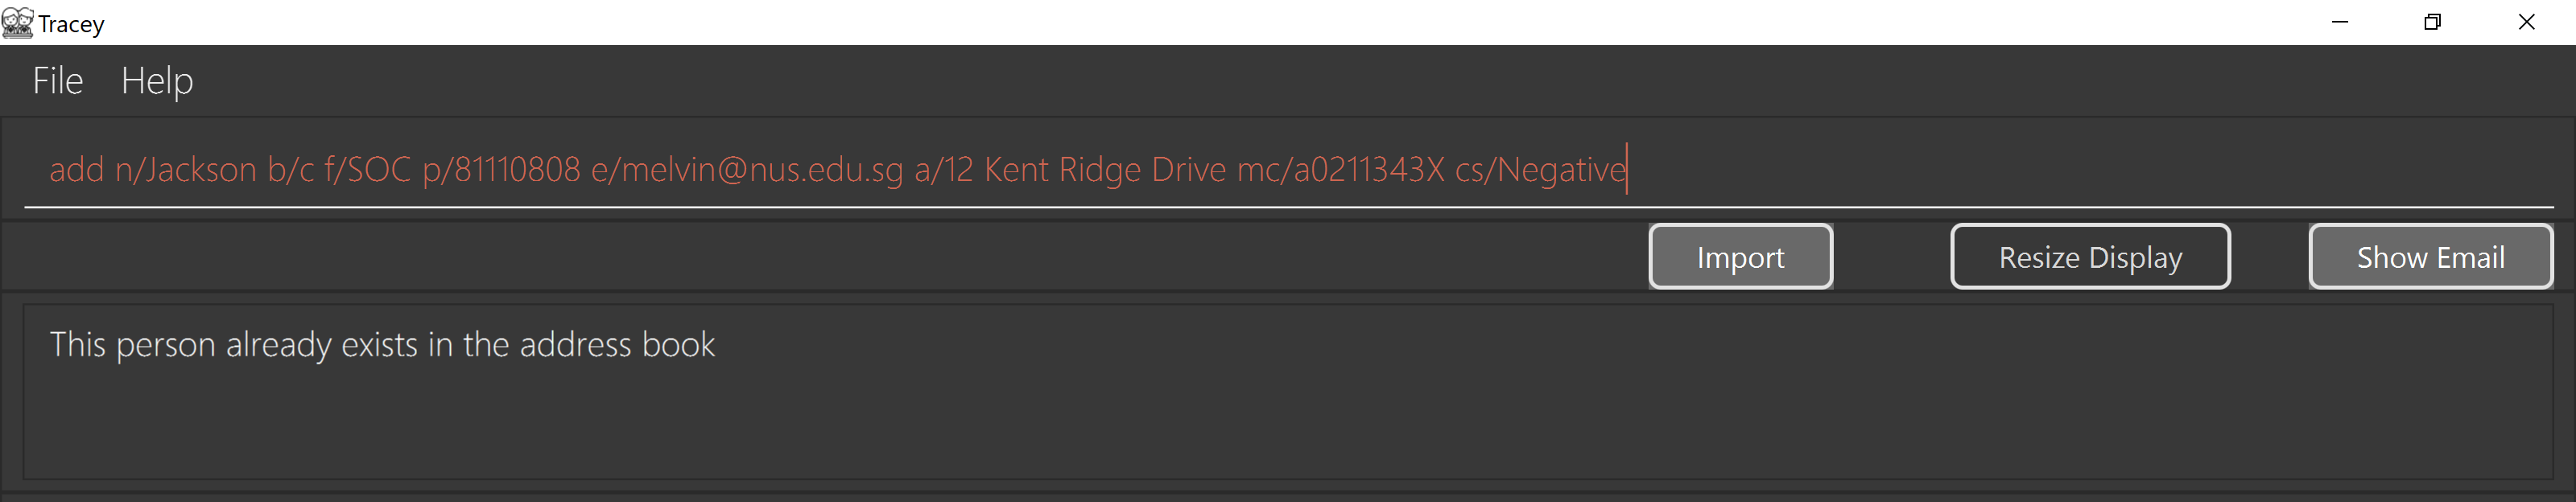 Tracey
File Help
add n/Jackson b/c f/SOC p/81110808 e/melvin@nus.edu.sg a/12 Kent Ridge Drive mc/a0211343X cs/Negative
Import Resize Display Show Email
This person already exists in the address book